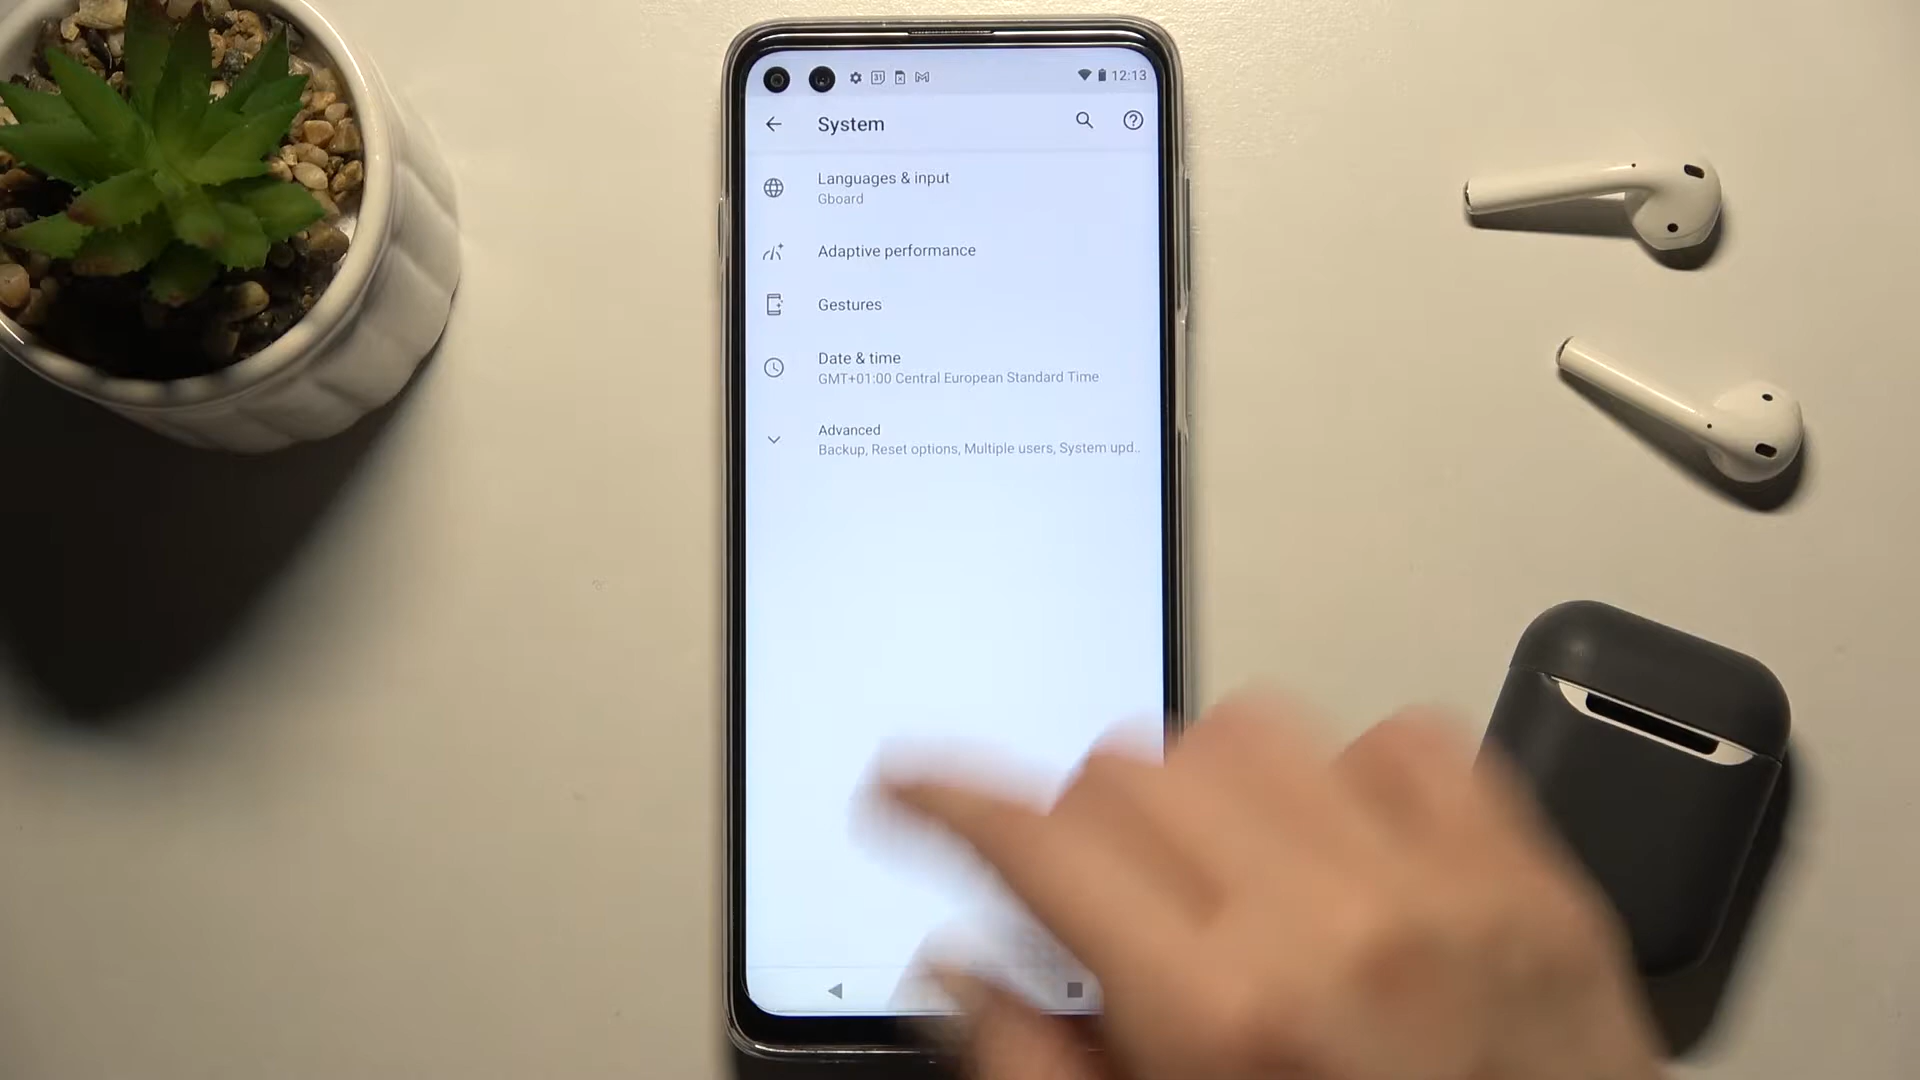 31 12:13
System
Languages & input
Gboard
Adaptive performance
Gestures
Date & time
GMT+01:00 Central European Standard Time
Advanced
Backup, Reset options, Multiple users, System upd..